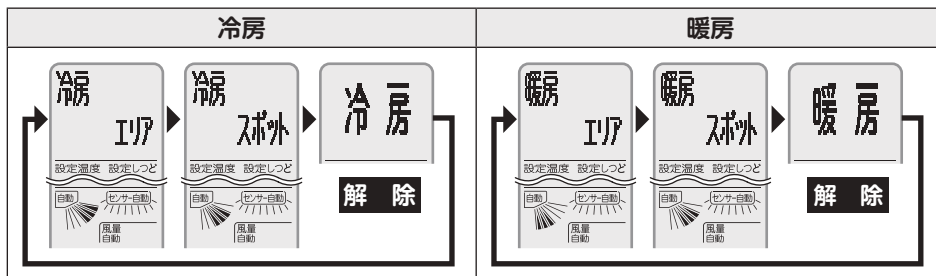 冷房
暖房
冷房
エリア
設定温度 設定しつど
自動
センサー自動
風量
自動
冷房
スポット
設定温度 設定しつど
自動
センサー自動
風量
自動
冷房
解除
暖房
エリア
設定温度 設定しつど
自動
センサー自動
風量
自動
暖房
スポット
設定温度 設定しつど
自動
センサー自動
風量
自動
暖房
解除